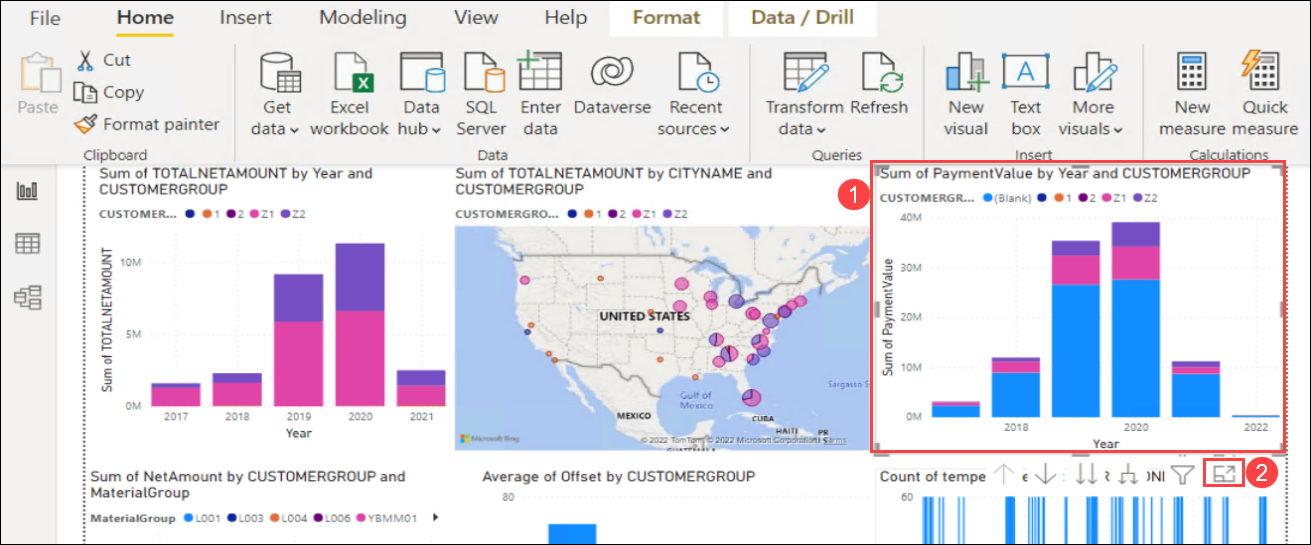 File Home Insert Modeling View Help Format Data / Drill
Paste
Cut
Copy
Format painter
Clipboard
Get data
Excel workbook
Data hub
SQL Server
Enter data
Dataverse
Recent sources
Data
Transform data
Refresh
Queries
New visual
Text box
More visuals
Insert
New measure
Quick measure
Calculations
Sum of TOTALNETAMOUNT by Year and
CUSTOMERGROUP
CUSTOMER... 1 2 Z1 Z2
Sum of TOTALNETAMOUNT
10M
5M
0M
2017 2018 2019 2020 2021
Year
Sum of TOTALNETAMOUNT by CITYNAME and
CUSTOMERGROUP
CUSTOMERGRO... 1 2 Z1 Z2
UNITED STATES
Gulf of
Mexico
Sargasso S
MEXICO
CUBA
HAITI PR
Microsoft Bing
© 2022 TomTom, © 2022 Microsoft Corporation Terms
1
Sum of PaymentValue by Year and CUSTOMERGROUP
CUSTOMERGR... (Blank) 1 2 Z1 Z2
Sum of PaymentValue
40M
30M
20M
10M
0M
2018 2020 2022
Year
2
Sum of NetAmount by CUSTOMERGROUP and
MaterialGroup
MaterialGroup L001 L003 L004 L006 YBMM01
Average of Offset by CUSTOMERGROUP
80
Count of tempe
60